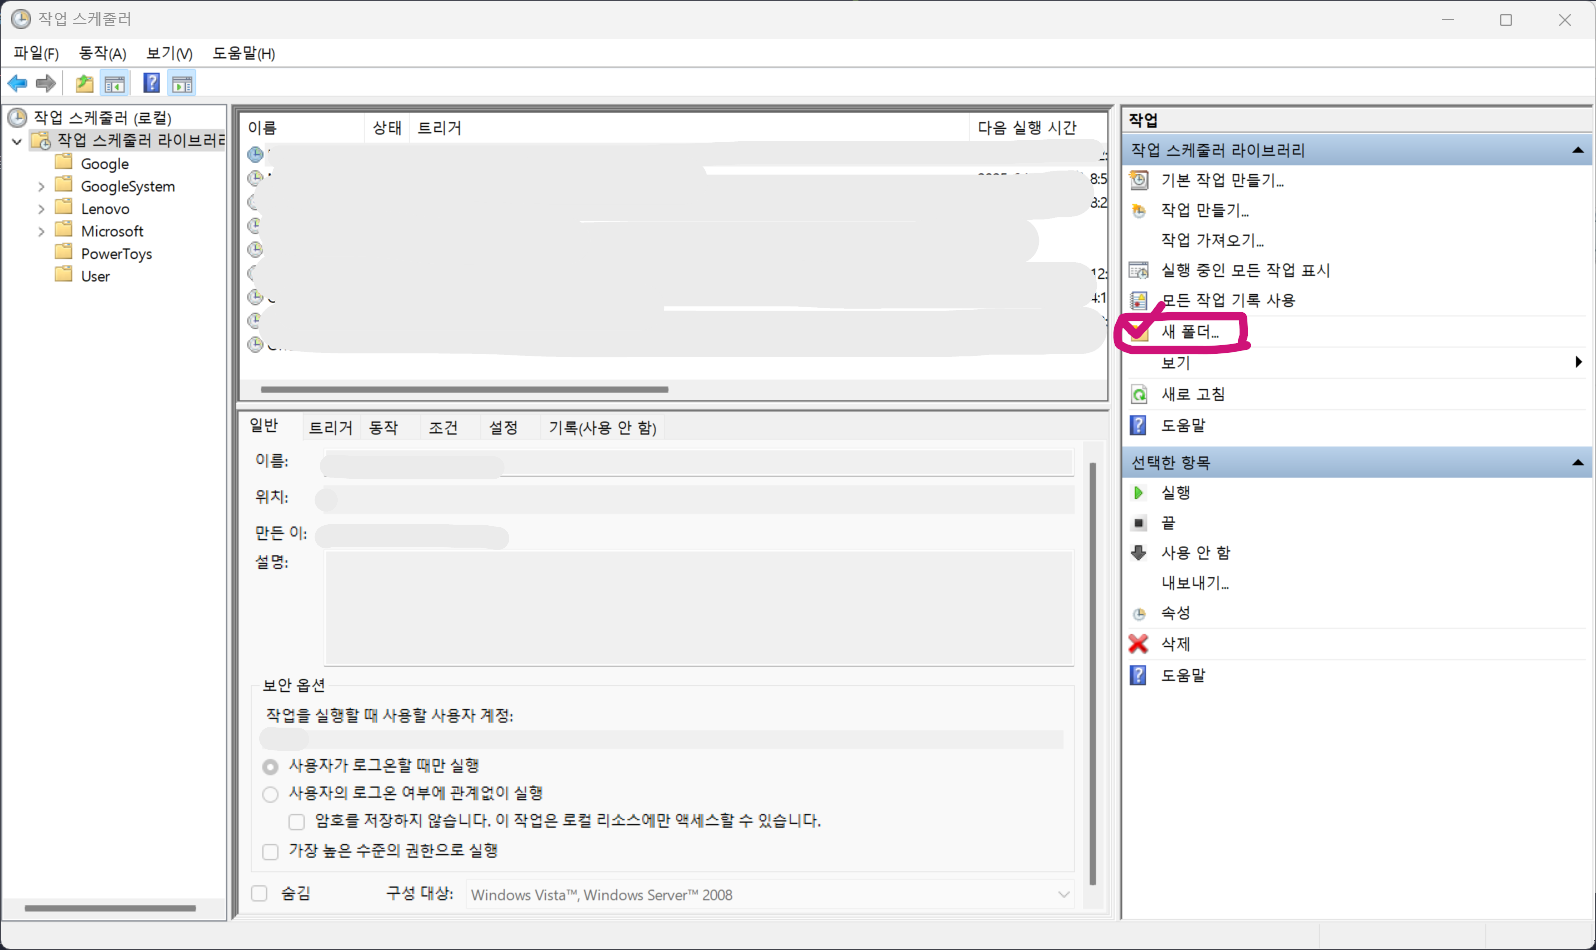 작업 스케줄러
파일(F) 동작(A) 보기(V) 도움말(H)
작업 스케줄러 (로컬)
작업 스케줄러 라이브러리
Google
GoogleSystem
Lenovo
Microsoft
PowerToys
User
이름 상태 트리거 다음 실행 시간
8:5
3:2
12:
4:1
일반 트리거 동작 조건 설정 기록(사용 안 함)
이름:
위치:
만든 이:
설명:
보안 옵션
작업을 실행할 때 사용할 사용자 계정:
사용자가 로그온할 때만 실행
사용자의 로그온 여부에 관계없이 실행
암호를 저장하지 않습니다. 이 작업은 로컬 리소스에만 액세스할 수 있습니다.
가장 높은 수준의 권한으로 실행
숨김 구성 대상: Windows Vista™, Windows Server™ 2008
작업
작업 스케줄러 라이브러리
기본 작업 만들기...
작업 만들기...
작업 가져오기...
실행 중인 모든 작업 표시
모든 작업 기록 사용
새 폴더...
보기
새로 고침
도움말
선택한 항목
실행
끝
사용 안 함
내보내기...
속성
삭제
도움말